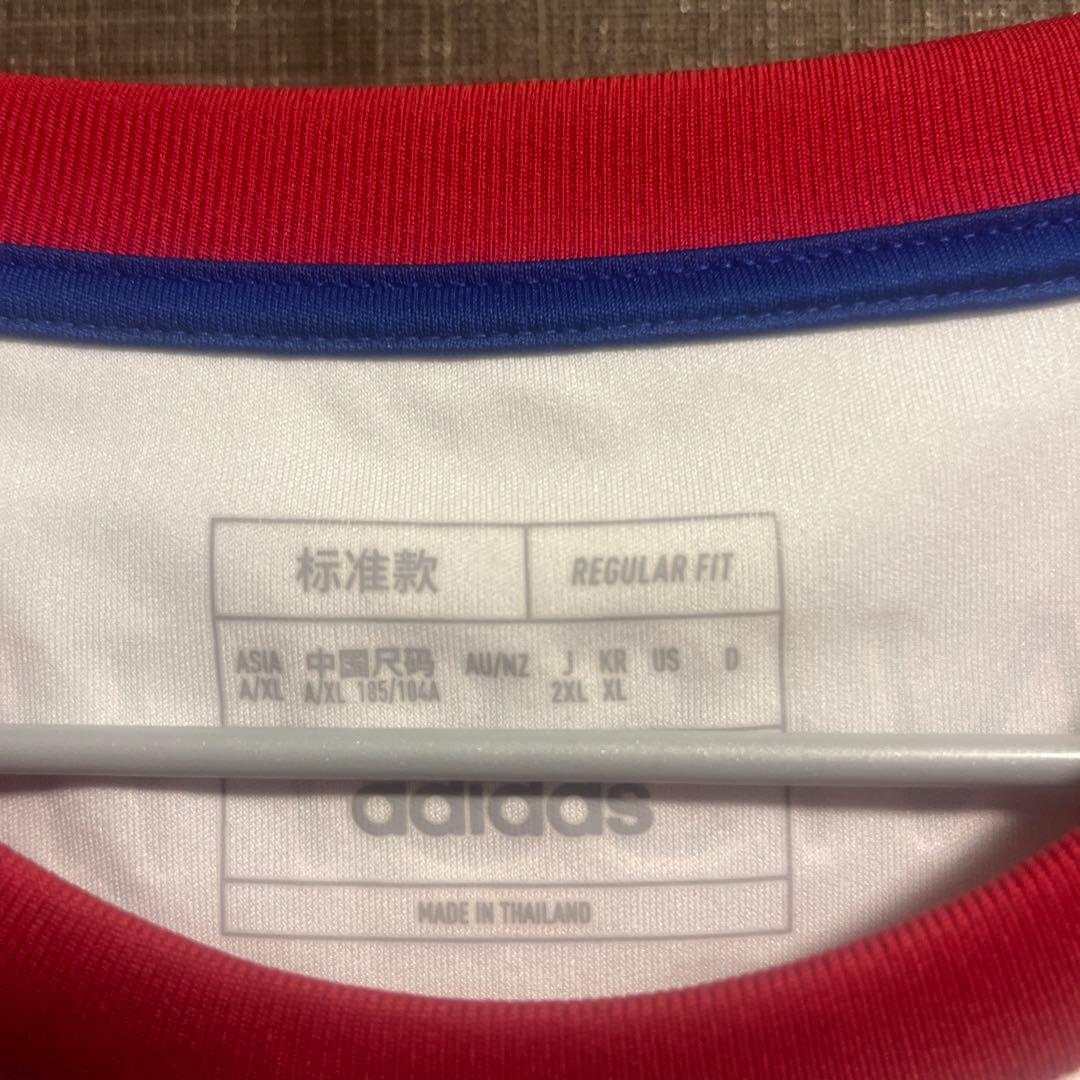 标准款 REGULAR FIT
ASIA 中国尺码 AU/NZ J KR US D
A/XL A/XL 185/104A 2XL XL
adidas
MADE IN THAILAND